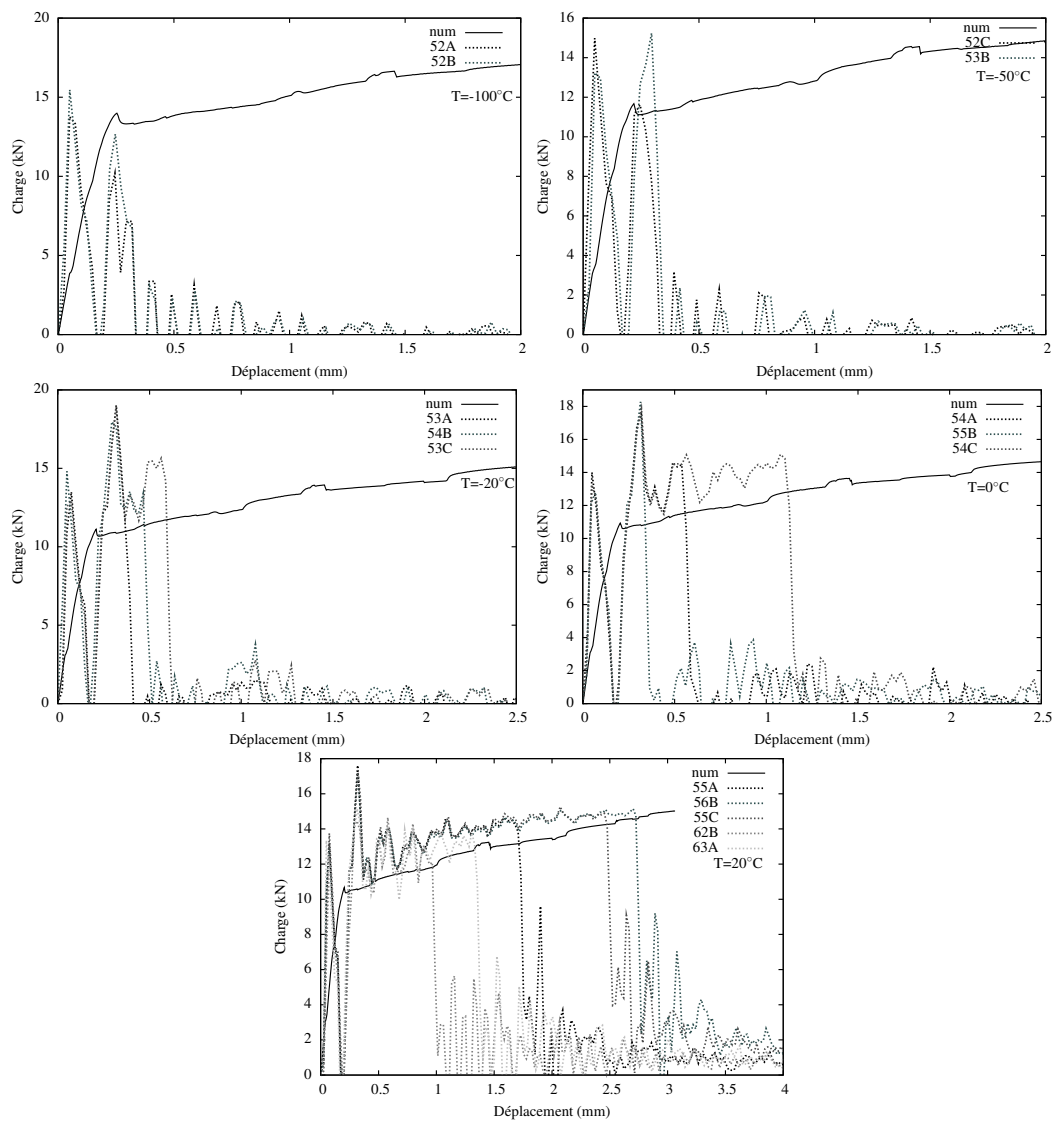 20
15
10
5
0
0
0.5
1
1.5
2
Charge (kN)
Déplacement (mm)
num
52A
52B
T=-100°C
16
14
12
10
8
6
4
2
0
0
0.5
1
1.5
2
Charge (kN)
Déplacement (mm)
num
52C
53B
T=-50°C
20
15
10
5
0
0
0.5
1
1.5
2
2.5
Charge (kN)
Déplacement (mm)
num
53A
54B
53C
T=-20°C
18
16
14
12
10
8
6
4
2
0
0
0.5
1
1.5
2
2.5
Charge (kN)
Déplacement (mm)
num
54A
55B
54C
T=0°C
18
16
14
12
10
8
6
4
2
0
0
0.5
1
1.5
2
2.5
3
3.5
4
Charge (kN)
Déplacement (mm)
num
55A
56B
55C
62B
63A
T=20°C